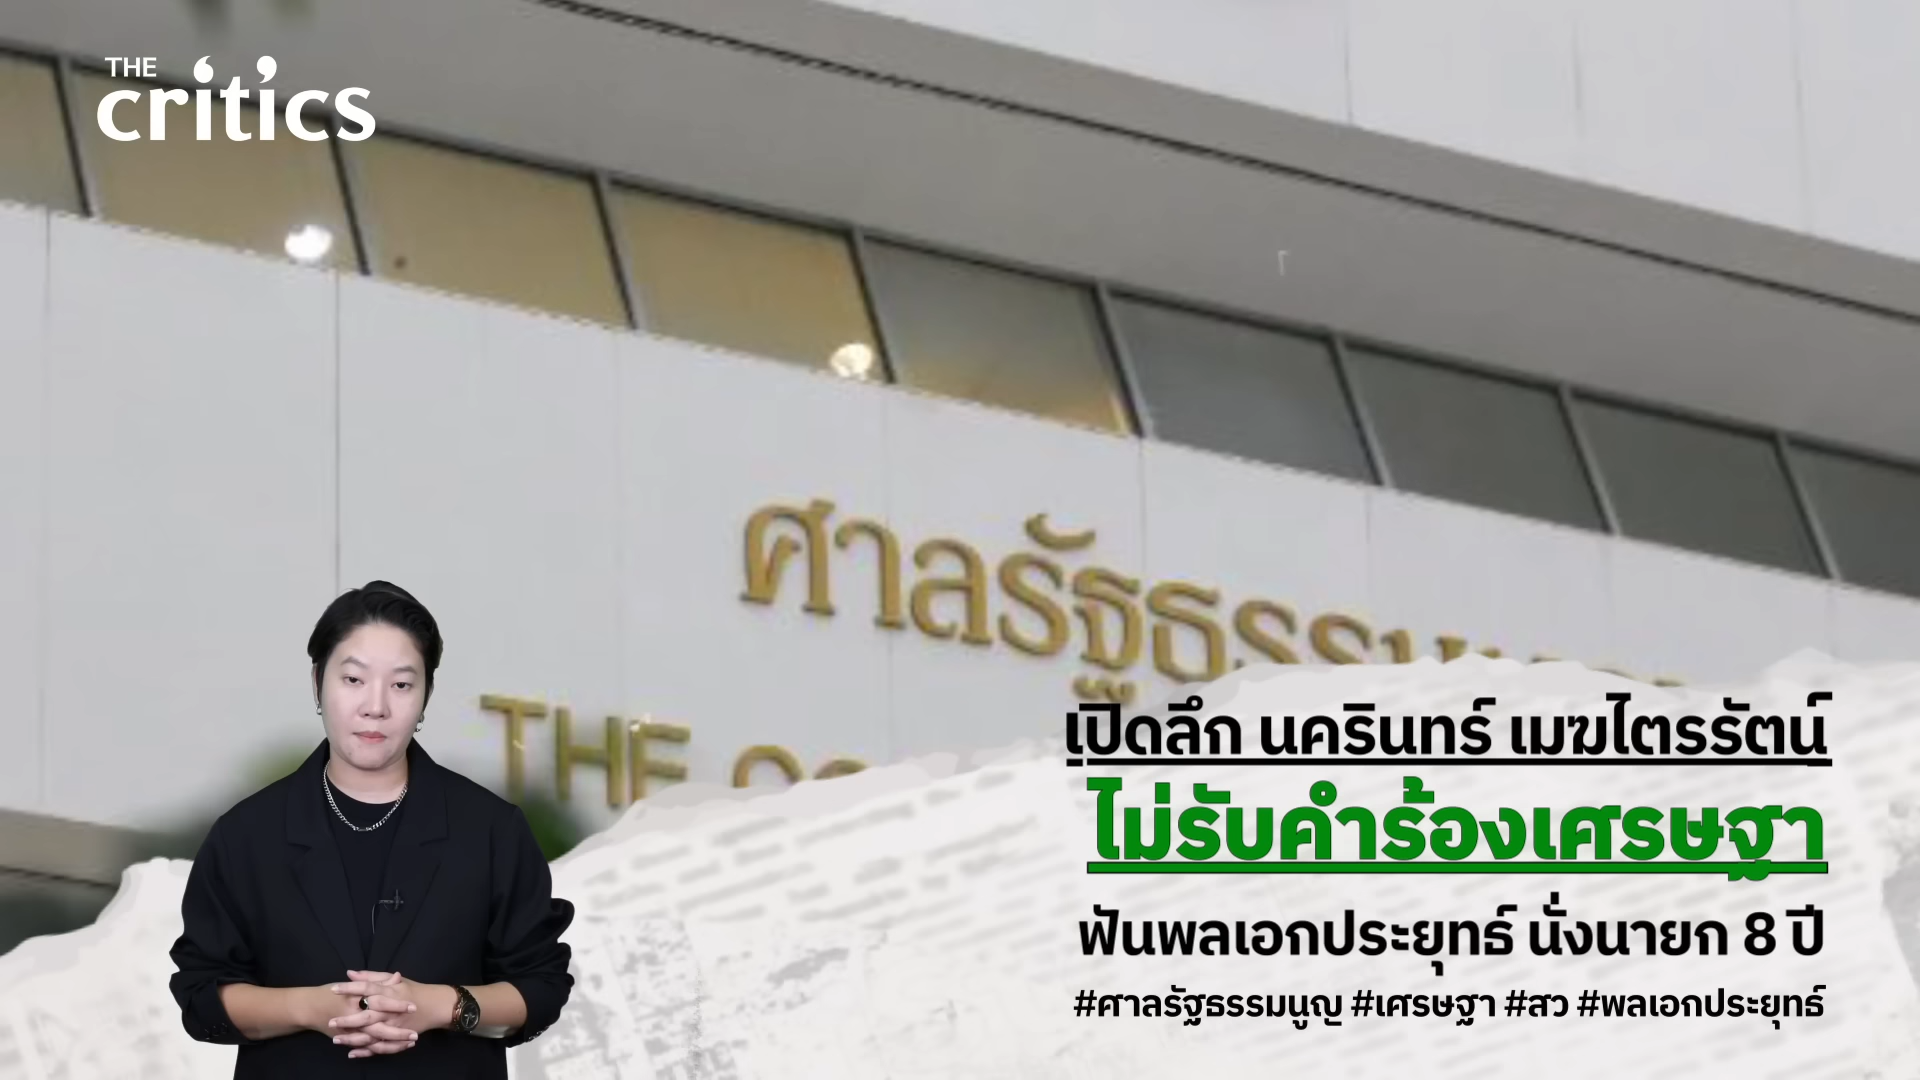 THE
critics
ศาลรัฐธรรม
THE
เปิดลึก นครินทร์ เมฆไตรรัตน์
ไม่รับคำร้องเศรษฐา
ฟันพลเอกประยุทธ์ นั่งนายก 8 ปี
#ศาลรัฐธรรมนูญ #เศรษฐา #สว #พลเอกประยุทธ์